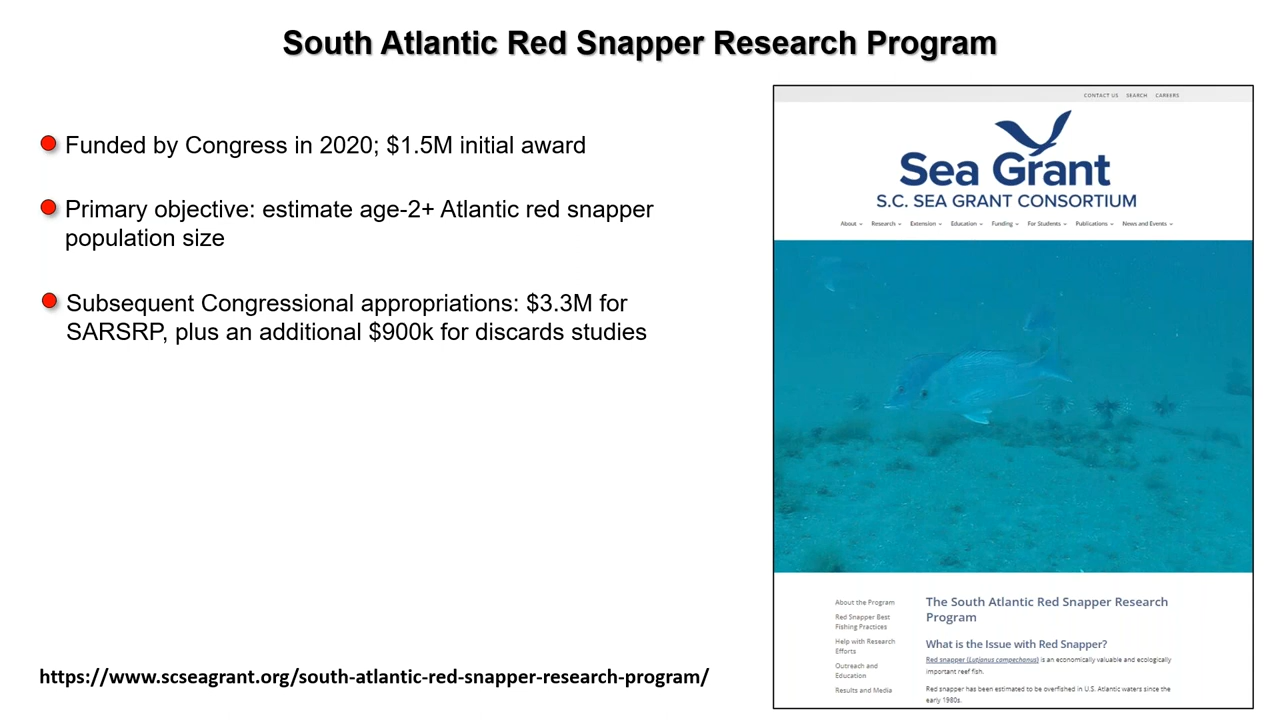 South Atlantic Red Snapper Research Program
Funded by Congress in 2020; $1.5M initial award
Primary objective: estimate age-2+ Atlantic red snapper
population size
Subsequent Congressional appropriations: $3.3M for
SARSRP, plus an additional $900k for discards studies
https://www.scseagrant.org/south-atlantic-red-snapper-research-program/
CONTACT US SEARCH CAREERS
Sea Grant
S.C. SEA GRANT CONSORTIUM
About Research Extension Education Funding For Students Publications News and Events
About the Program
Red Snapper Best
Fishing Practices
Help with Research
Efforts
Outreach and
Education
Results and Media
The South Atlantic Red Snapper Research
Program
What is the Issue with Red Snapper?
Red snapper (Lutjanus campechanus) is an economically valuable and ecologically
important reef fish.
Red snapper has been estimated to be overfished in U.S. Atlantic waters since the
early 1980s.